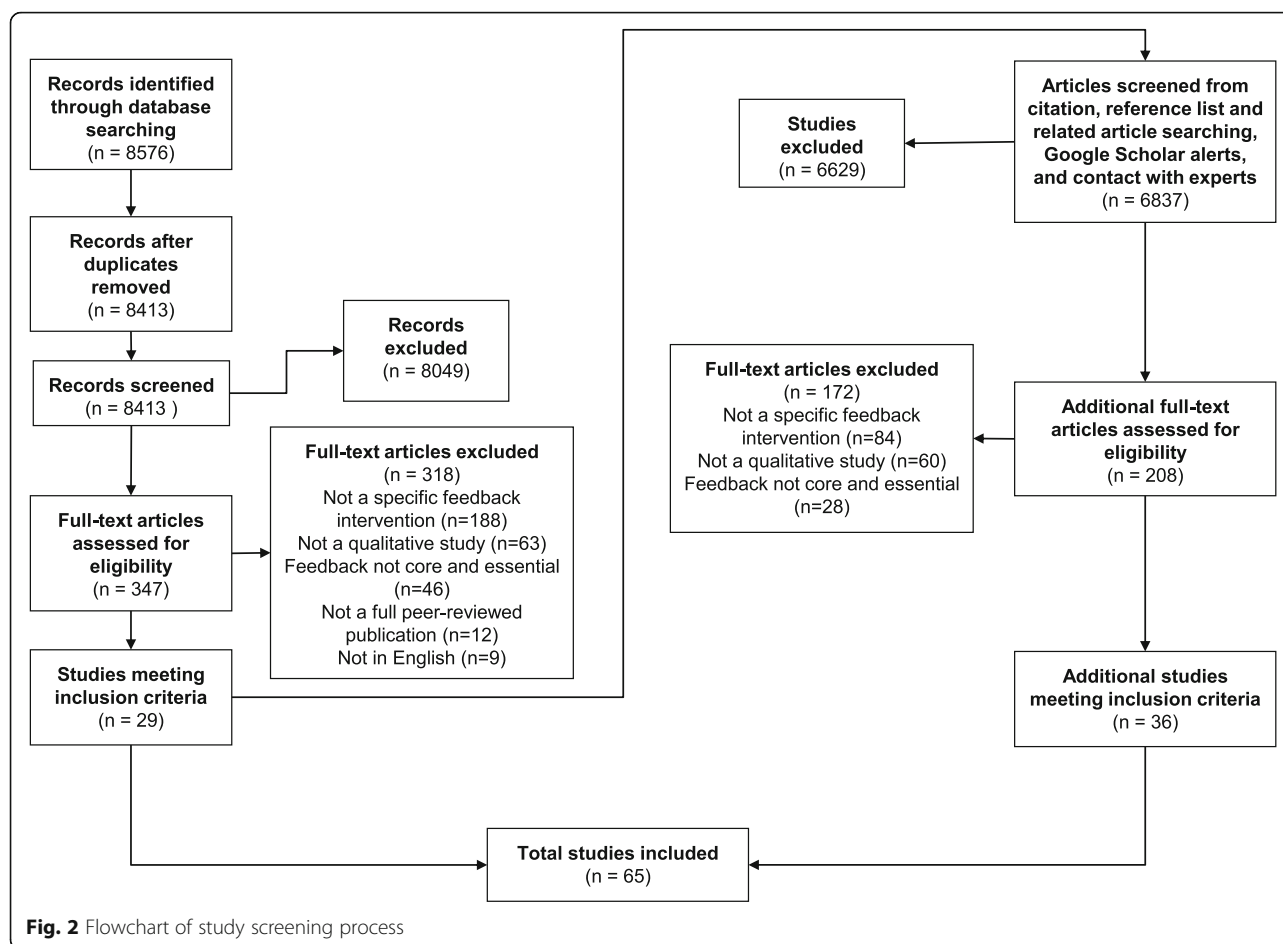 Records identified
through database
searching
(n = 8576)
Records after
duplicates
removed
(n = 8413)
Records screened
(n = 8413 )
Records
excluded
(n = 8049)
Full-text articles
assessed for
eligibility
(n = 347)
Full-text articles excluded
(n = 318)
Not a specific feedback
intervention (n=188)
Not a qualitative study (n=63)
Feedback not core and essential
(n=46)
Not a full peer-reviewed
publication (n=12)
Not in English (n=9)
Studies meeting
inclusion criteria
(n = 29)
Articles screened from
citation, reference list and
related article searching,
Google Scholar alerts,
and contact with experts
(n = 6837)
Studies
excluded
(n = 6629)
Additional full-text
articles assessed for
eligibility
(n = 208)
Full-text articles excluded
(n = 172)
Not a specific feedback
intervention (n=84)
Not a qualitative study (n=60)
Feedback not core and essential
(n=28)
Additional studies
meeting inclusion criteria
(n = 36)
Total studies included
(n = 65)
Fig. 2 Flowchart of study screening process